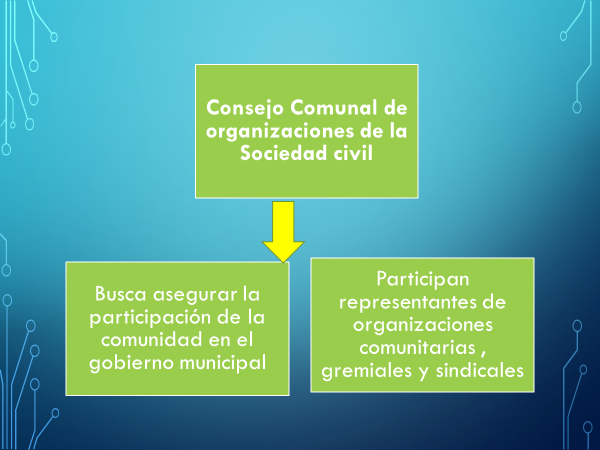 Consejo Comunal de
organizaciones de la
Sociedad civil
Busca asegurar la
participación de la
comunidad en el
gobierno municipal
Participan
representantes de
organizaciones
comunitarias ,
gremiales y sindicales